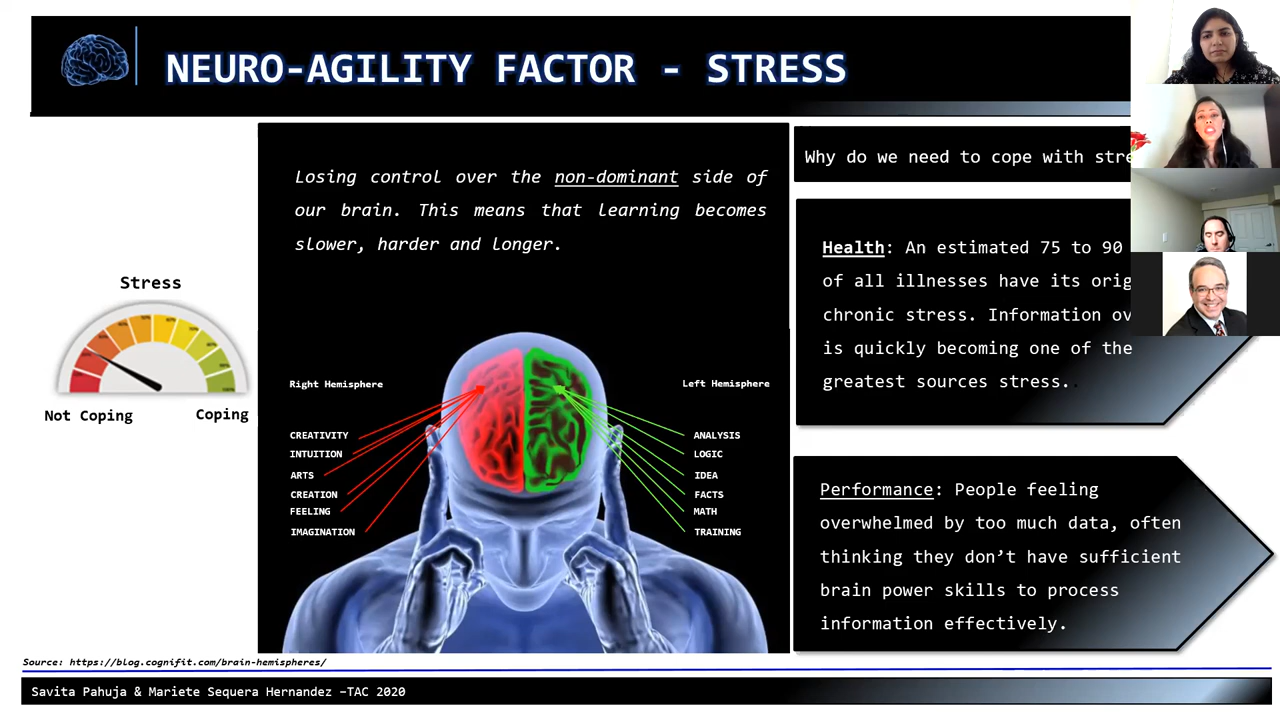 NEURO-AGILITY FACTOR - STRESS
Losing control over the non-dominant side of
our brain. This means that learning becomes
slower, harder and longer.
Stress
Not Coping
Coping
Right Hemisphere
Left Hemisphere
CREATIVITY
INTUITION
ARTS
CREATION
FEELING
IMAGINATION
ANALYSIS
LOGIC
IDEA
FACTS
MATH
TRAINING
Why do we need to cope with
Health: An estimated 75 to 90
of all illnesses have its
chronic stress. Information
is quickly becoming one of the
greatest sources stress.
Performance: People feeling
overwhelmed by too much data, often
thinking they don't have sufficient
brain power skills to process
information effectively.
Source: https://blog.cognifit.com/brain-hemispheres/
Savita Pahuja & Mariete Sequera Hernandez –TAC 2020